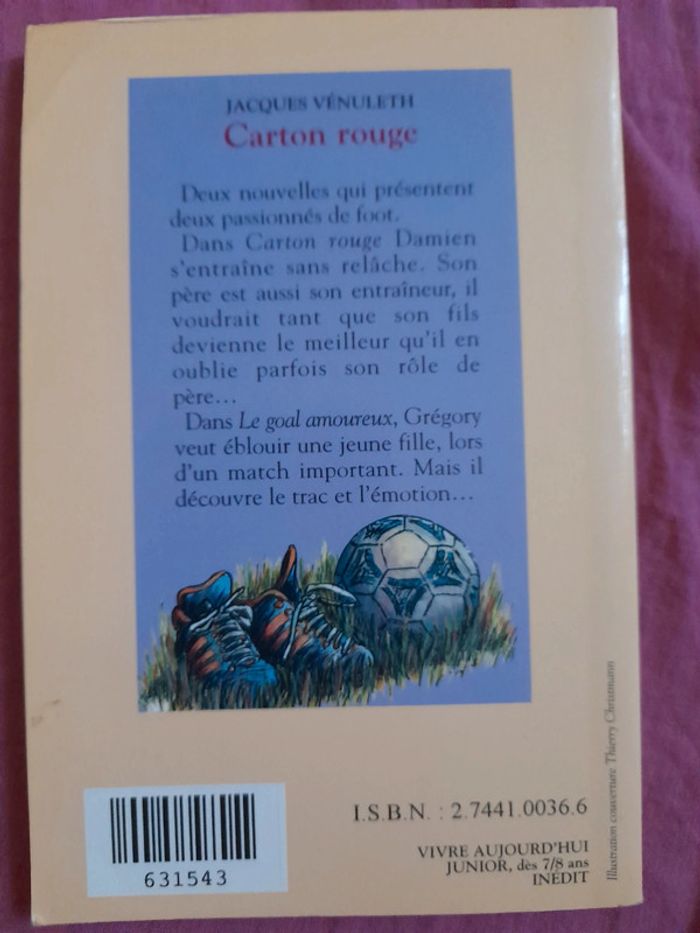 JACQUES VÉNULETH
Carton rouge
Deux nouvelles qui présentent
deux passionnés de foot.
Dans Carton rouge Damien
s'entraîne sans relâche. Son
père est aussi son entraîneur, il
voudrait tant que son fils
devienne le meilleur qu'il en
oublie parfois son rôle de
père...
Dans Le goal amoureux, Grégory
veut éblouir une jeune fille, lors
d'un match important. Mais il
découvre le trac et l'émotion...
Illustration couverture Thierry Christmann
I.S.B.N. : 2.7441.0036.6
VIVRE AUJOURD'HUI
JUNIOR, dès 7/8 ans
INÉDIT
631543